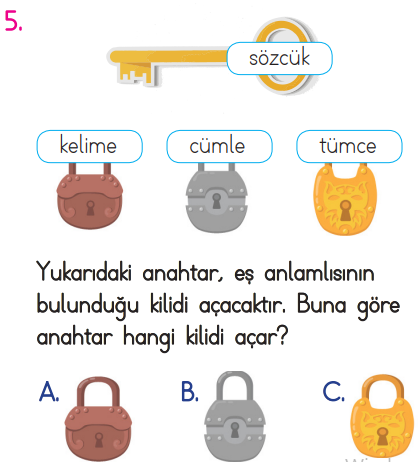 5.
sözcük
kelime cümle tümce
Yukarıdaki anahtar, eş anlamlısının
bulunduğu kilidi açacaktır. Buna göre
anahtar hangi kilidi açar?
A. B. C.